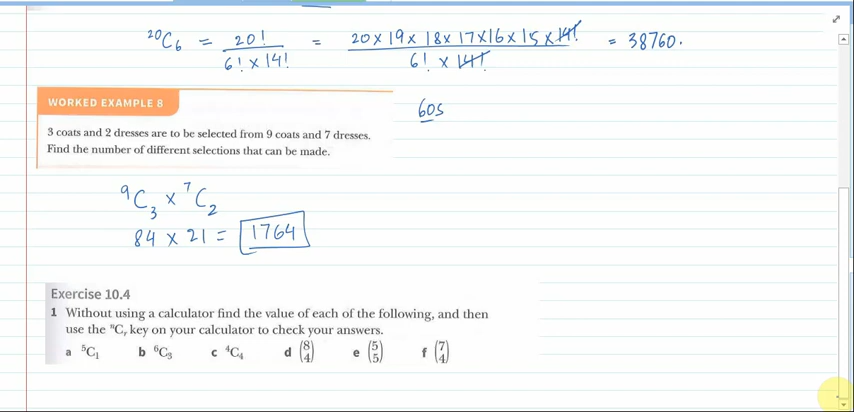 ²⁰C₆ = 20! / 6! × 14! = 20 × 19 × 18 × 17 × 16 × 15 × 14! / 6! × 14! = 38760.
WORKED EXAMPLE 8
60s
3 coats and 2 dresses are to be selected from 9 coats and 7 dresses.
Find the number of different selections that can be made.
⁹C₃ × ⁷C₂
84 × 21 = 1764
Exercise 10.4
1 Without using a calculator find the value of each of the following, and then
use the ⁿCᵣ key on your calculator to check your answers.
a ⁵C₁ b ⁶C₃ c ⁴C₄ d (8 4) e (5 5) f (7 4)